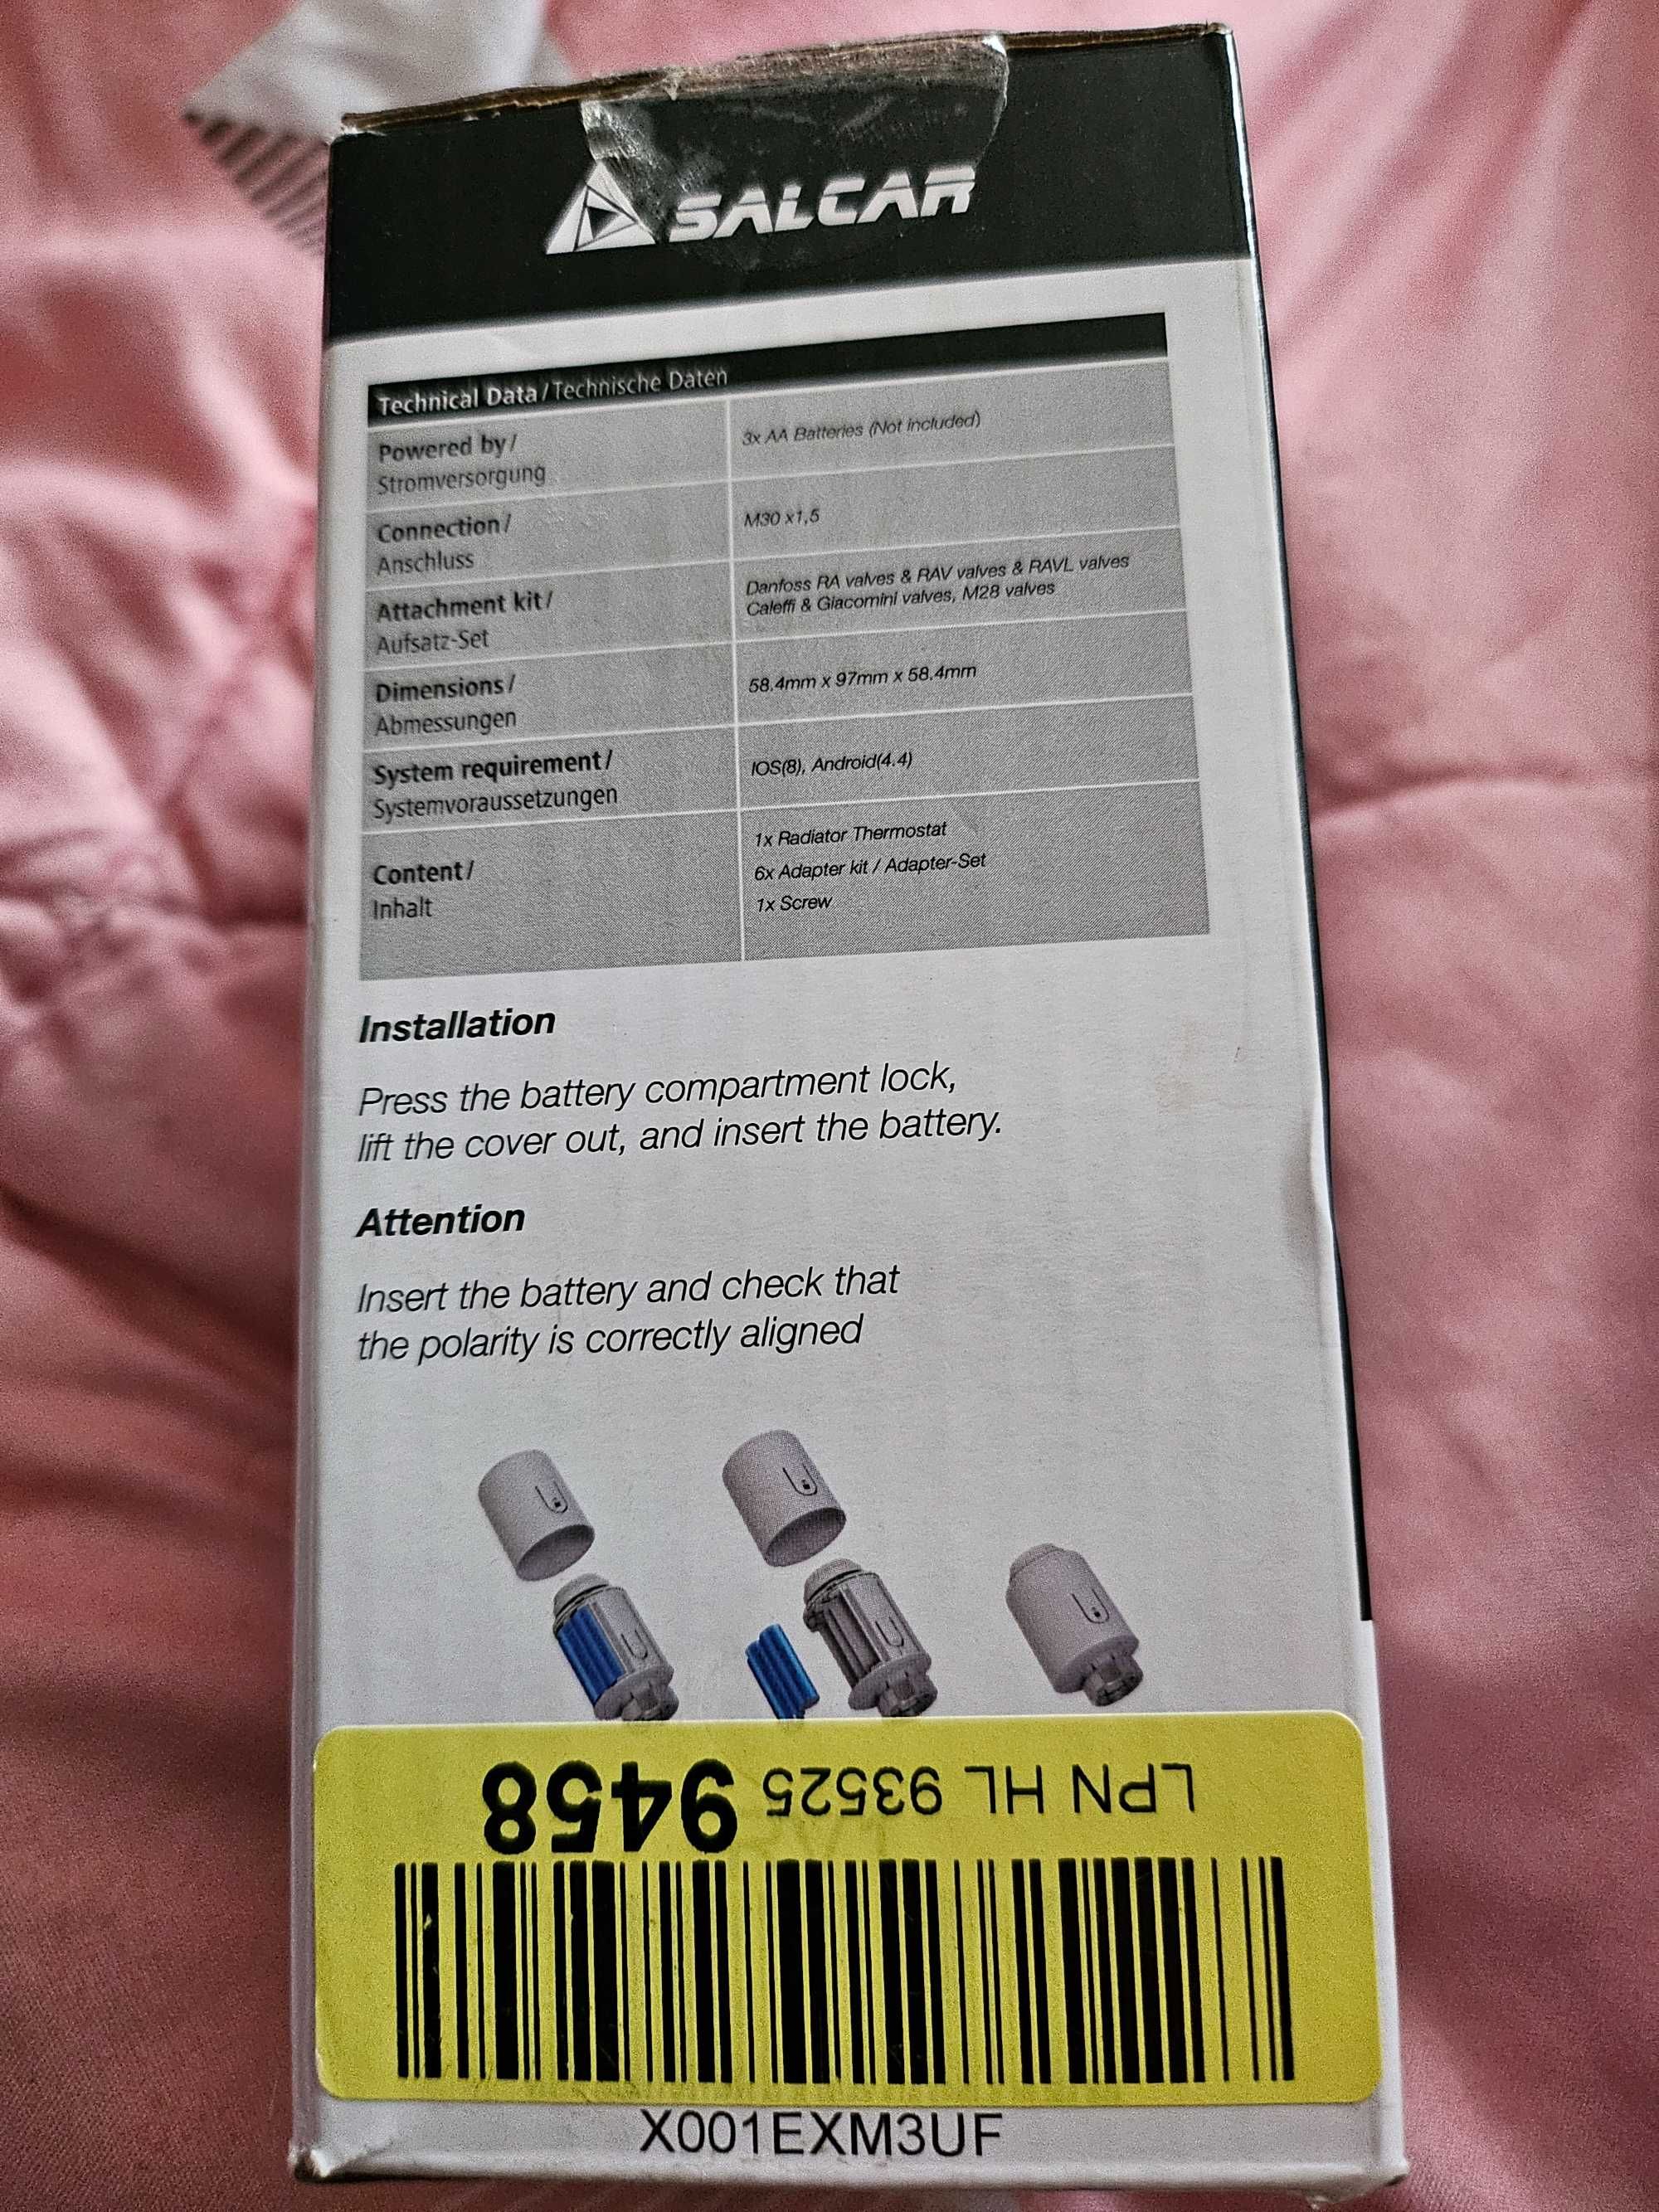 SALCAR
Technical Data / Technische Daten
Powered by /
Stromversorgung
3x AA Batteries (Not included)
Connection /
Anschluss
M30 x1,5
Attachment kit /
Aufsatz-Set
Danfoss RA valves & RAV valves & RAVL valves
Caleffi & Giacomini valves, M28 valves
Dimensions /
Abmessungen
58.4mm x 97mm x 58.4mm
System requirement /
Systemvoraussetzungen
IOS(8), Android(4.4)
Content /
Inhalt
1x Radiator Thermostat
6x Adapter kit / Adapter-Set
1x Screw
Installation
Press the battery compartment lock,
lift the cover out, and insert the battery.
Attention
Insert the battery and check that
the polarity is correctly aligned
LPN HL 93525 9458
X001EXM3UF